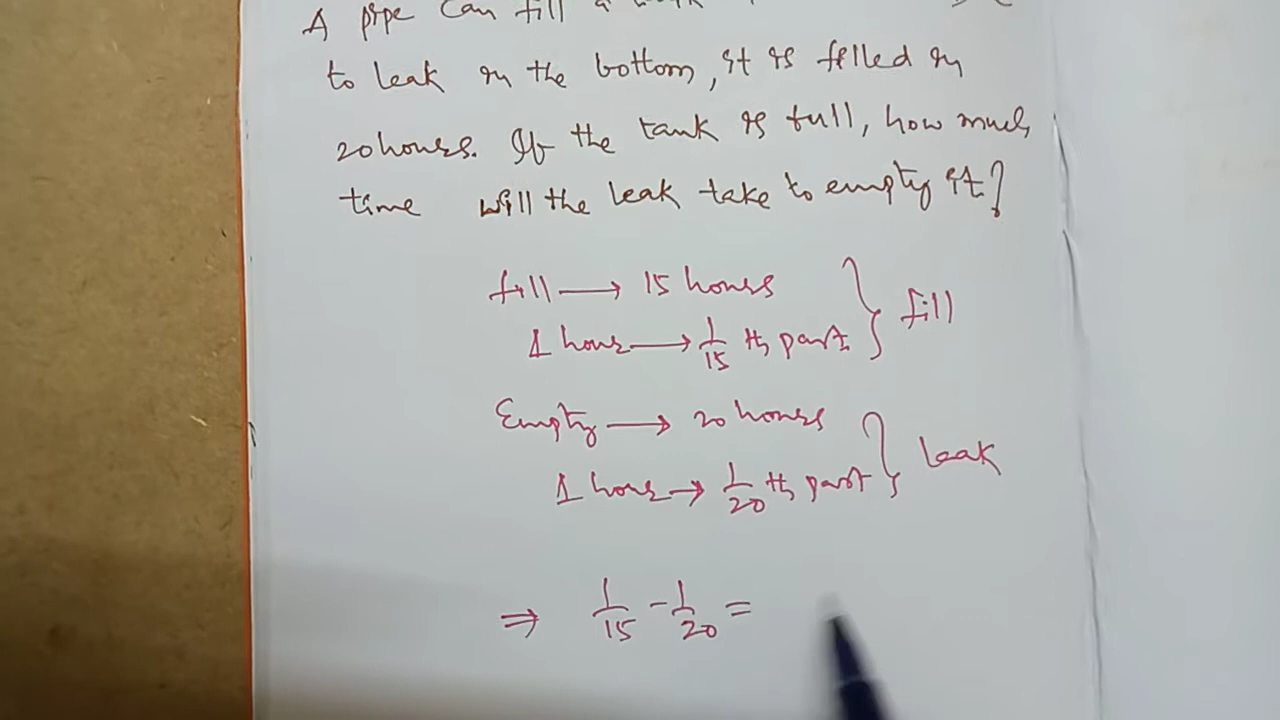 A pipe can fill a
to leak in the bottom, it is filled in
20 hours. If the tank is full, how much
time will the leak take to empty it?
fill → 15 hours } fill
1 hour → 1/15 th part
Empty → 20 hours } leak
1 hour → 1/20 th part
⇒ 1/15 - 1/20 =